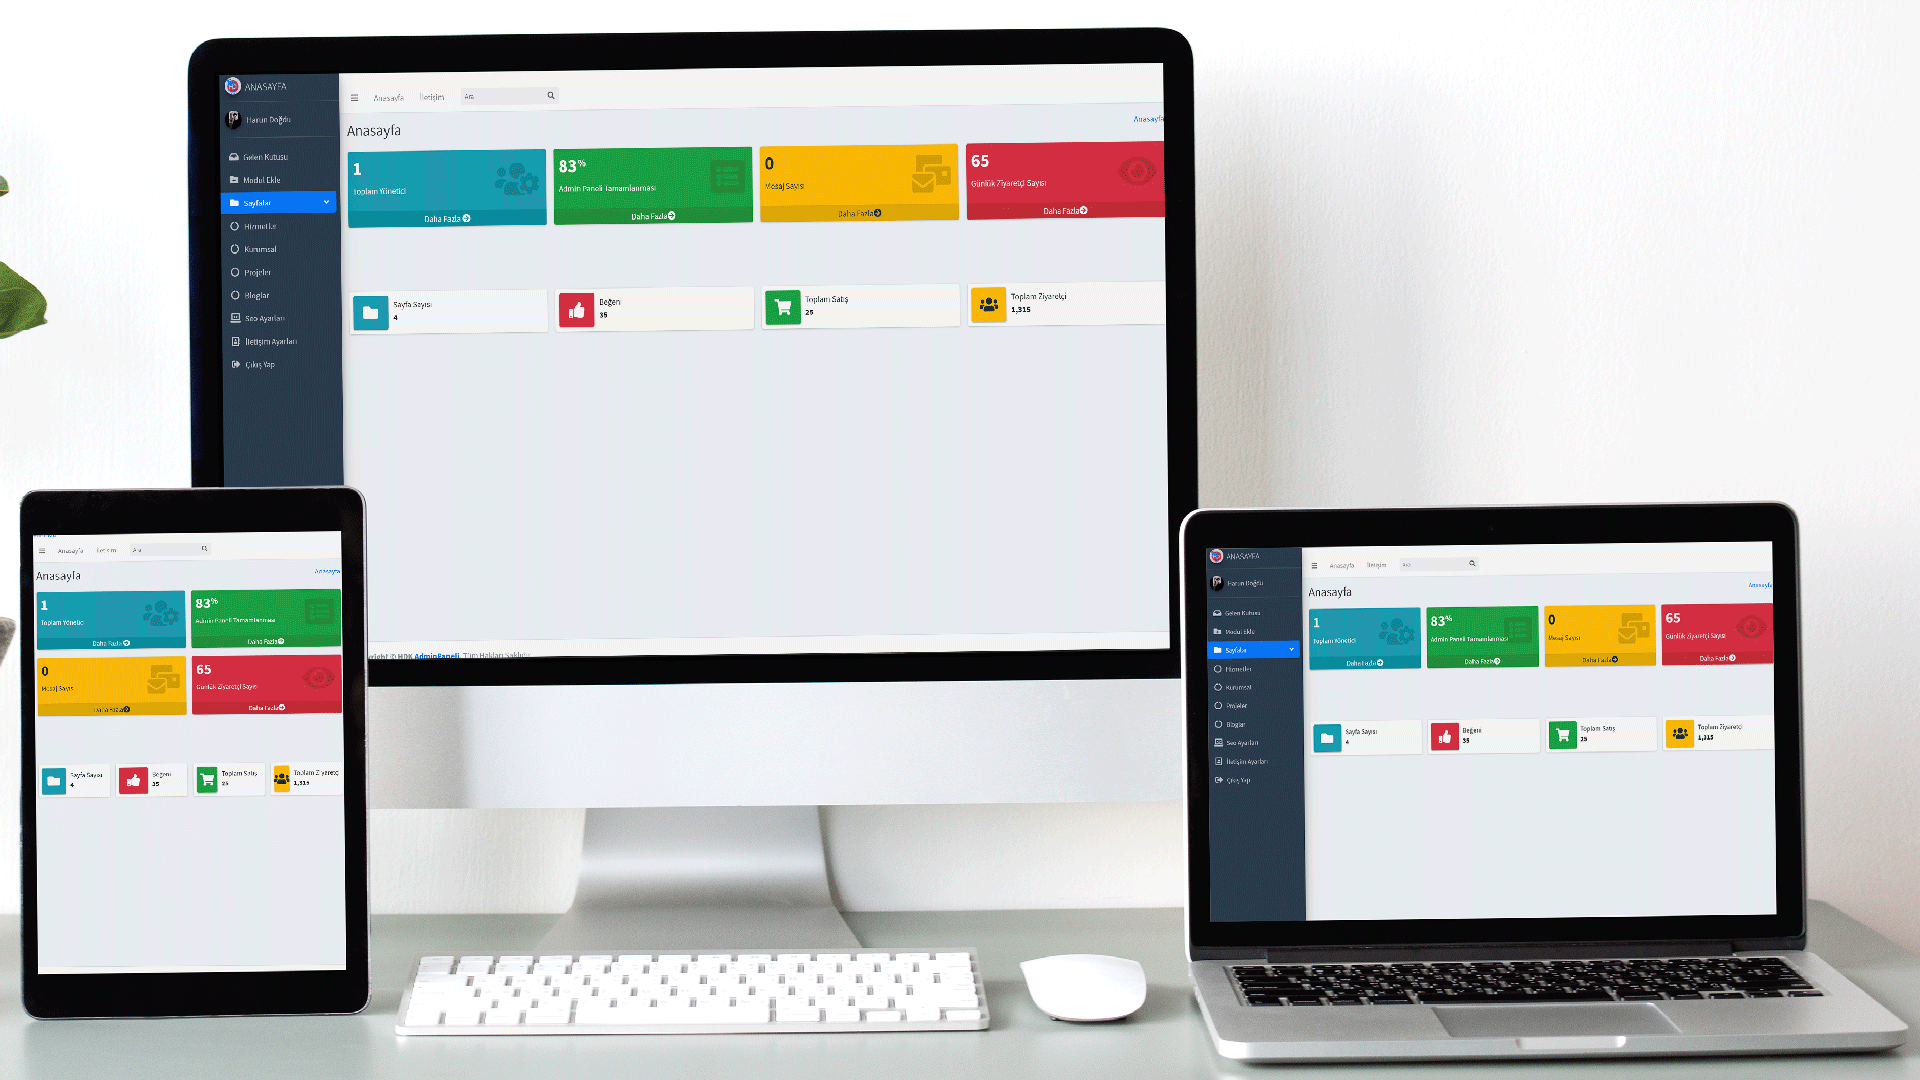 ANASAYFA
Harun Doğdu
Gelen Kutusu
Modül Ekle
Sayfalar
Hizmetler
Kurumsal
Projeler
Bloglar
Seo Ayarları
İletişim Ayarları
Çıkış Yap
Anasayfa İletişim Ara
Anasayfa
Anasayfa
1
Toplam Yönetici
Daha Fazla
83%
Admin Paneli Tamamlanması
Daha Fazla
0
Mesaj Sayısı
Daha Fazla
65
Günlük Ziyaretçi Sayısı
Daha Fazla
Sayfa Sayısı
4
Beğeni
35
Toplam Satış
25
Toplam Ziyaretçi
1,315
right © HDK AdminPaneli. Tüm Hakları Saklıdır.
Anasayfa İletişim Ara
Anasayfa
Anasayfa
1
Toplam Yönetici
Daha Fazla
83%
Admin Paneli Tamamlanması
Daha Fazla
0
Mesaj Sayısı
Daha Fazla
65
Günlük Ziyaretçi Sayısı
Daha Fazla
Sayfa Sayısı
4
Beğeni
35
Toplam Satış
25
Toplam Ziyaretç
1,315
ANASAYFA
Harun Doğdu
Gelen Kutusu
Modül Ekle
Sayfalar
Hizmetler
Kurumsal
Projeler
Bloglar
Seo Ayarları
İletişim Ayarları
Çıkış Yap
Anasayfa İletişim Ara
Anasayfa
Anasayfa
1
Toplam Yönetici
Daha Fazla
83%
Admin Paneli Tamamlanması
Daha Fazla
0
Mesaj Sayısı
Daha Fazla
65
Günlük Ziyaretçi Sayısı
Daha Fazla
Sayfa Sayısı
4
Beğeni
35
Toplam Satış
25
Toplam Ziyaretçi
1,315